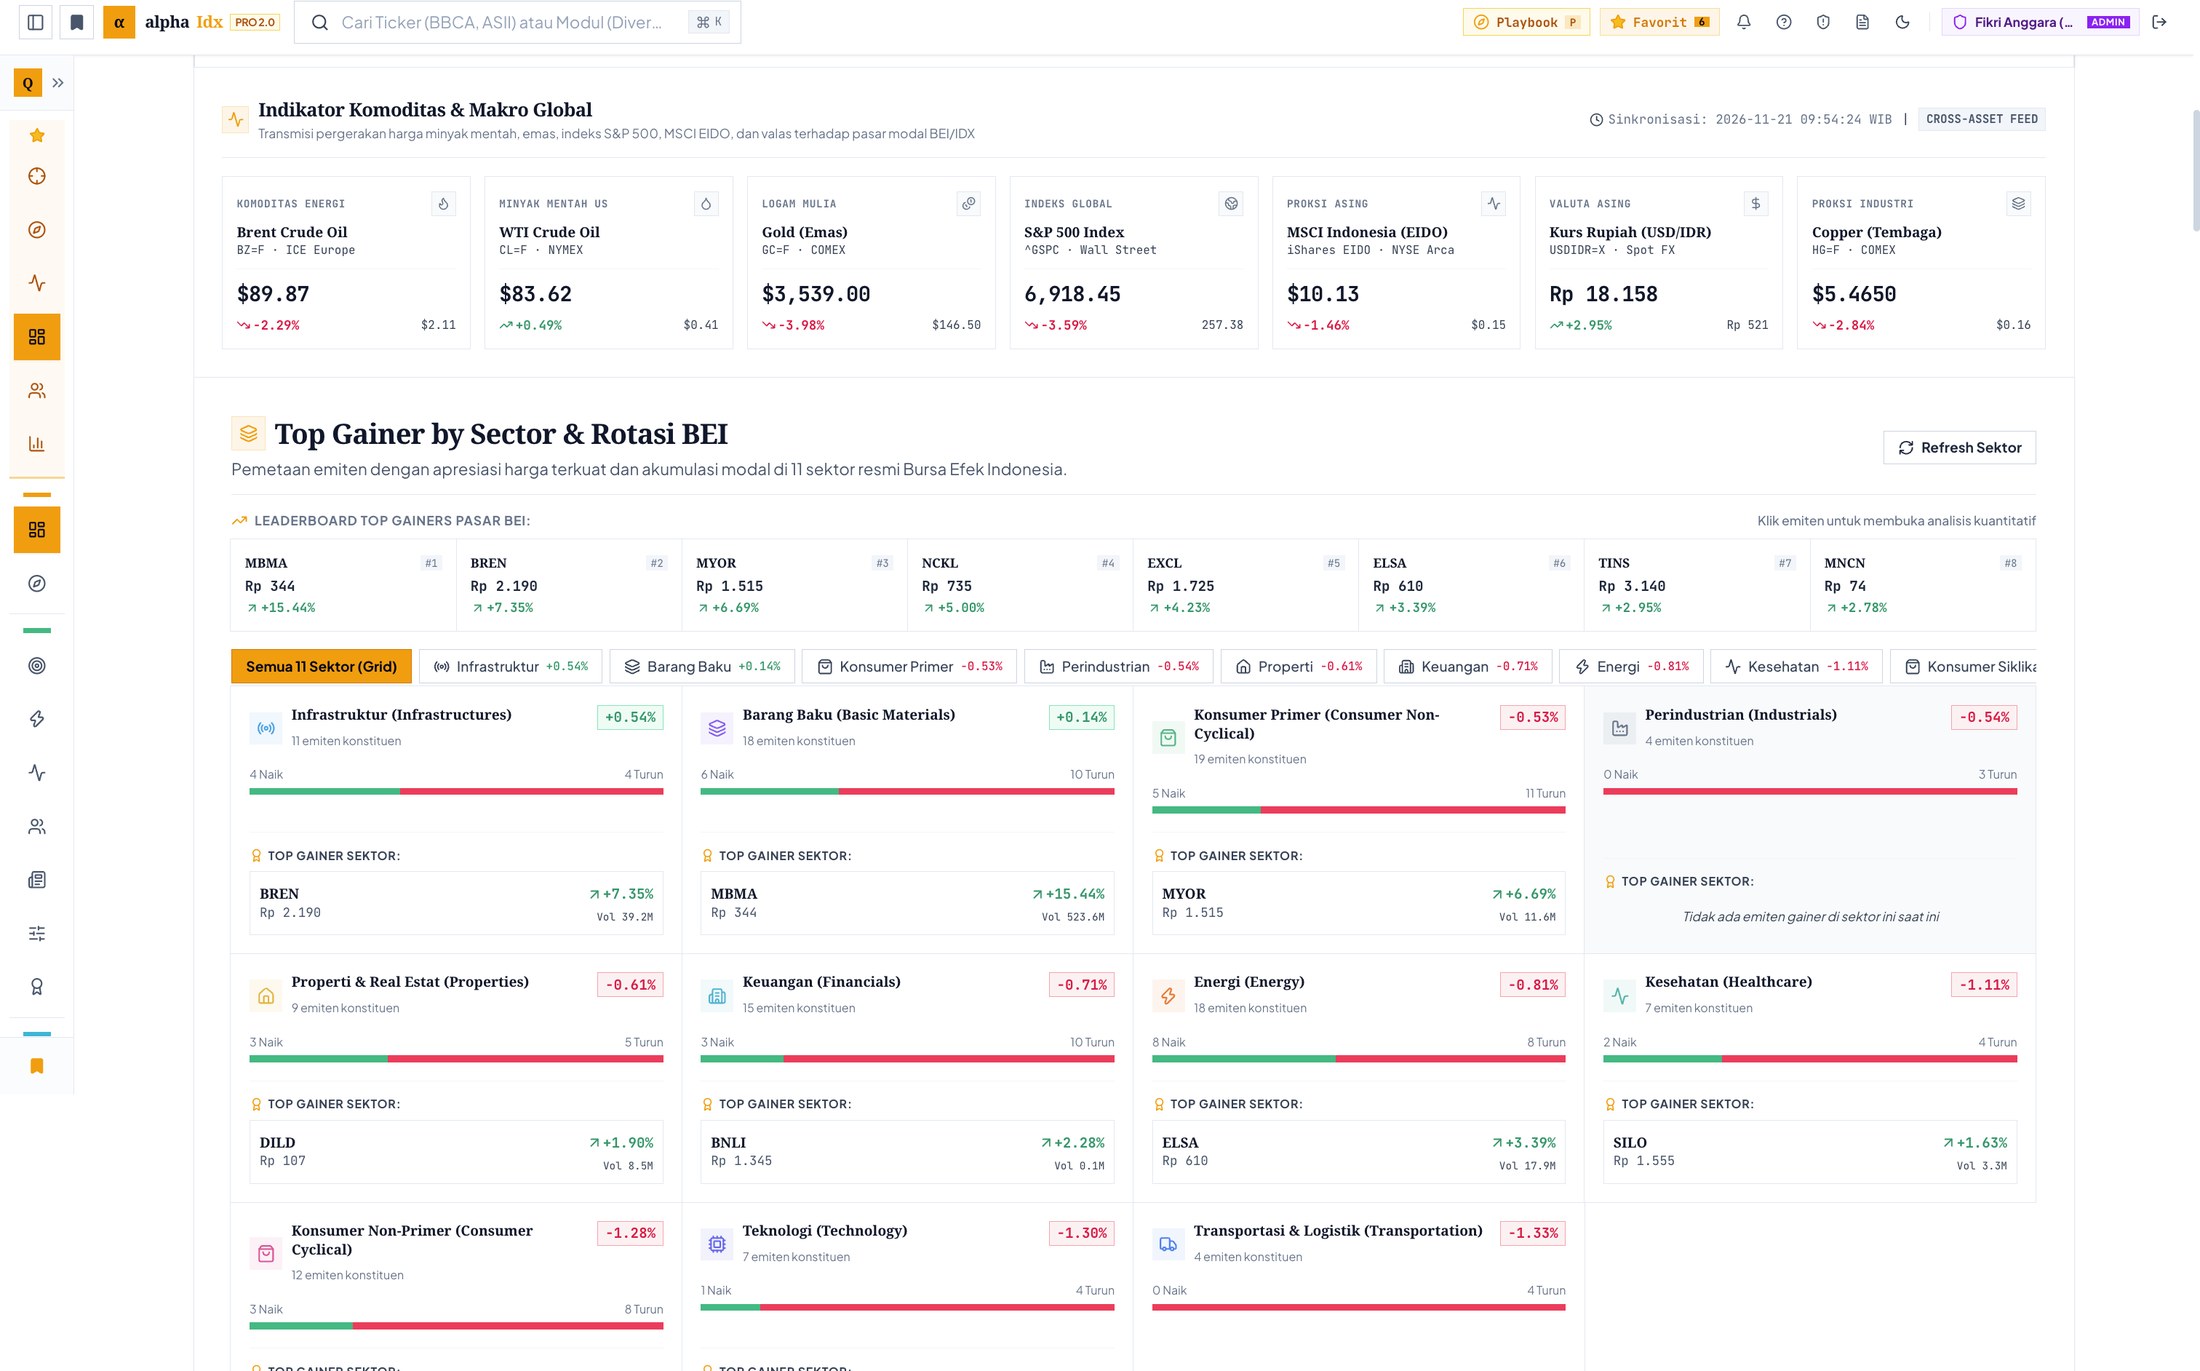 α alpha Idx PRO 2.0
Cari Ticker (BBCA, ASII) atau Modul (Diver... ⌘ K
Playbook P
Favorit 6
Fikri Anggara (... ADMIN
Q
Indikator Komoditas & Makro Global
Transmisi pergerakan harga minyak mentah, emas, indeks S&P 500, MSCI EIDO, dan valas terhadap pasar modal BEI/IDX
Sinkronisasi: 2026-11-21 09:54:24 WIB | CROSS-ASSET FEED
KOMODITAS ENERGI
Brent Crude Oil
BZ=F · ICE Europe
$89.87
-2.29% $2.11
MINYAK MENTAH US
WTI Crude Oil
CL=F · NYMEX
$83.62
+0.49% $0.41
LOGAM MULIA
Gold (Emas)
GC=F · COMEX
$3,539.00
-3.98% $146.50
INDEKS GLOBAL
S&P 500 Index
^GSPC · Wall Street
6,918.45
-3.59% 257.38
PROKSI ASING
MSCI Indonesia (EIDO)
iShares EIDO · NYSE Arca
$10.13
-1.46% $0.15
VALUTA ASING
Kurs Rupiah (USD/IDR)
USDIDR=X · Spot FX
Rp 18.158
+2.95% Rp 521
PROKSI INDUSTRI
Copper (Tembaga)
HG=F · COMEX
$5.4650
-2.84% $0.16
Top Gainer by Sector & Rotasi BEI
Pemetaan emiten dengan apresiasi harga terkuat dan akumulasi modal di 11 sektor resmi Bursa Efek Indonesia.
Refresh Sektor
LEADERBOARD TOP GAINERS PASAR BEI:
Klik emiten untuk membuka analisis kuantitatif
MBMA #1
Rp 344
+15.44%
BREN #2
Rp 2.190
+7.35%
MYOR #3
Rp 1.515
+6.69%
NCKL #4
Rp 735
+5.00%
EXCL #5
Rp 1.725
+4.23%
ELSA #6
Rp 610
+3.39%
TINS #7
Rp 3.140
+2.95%
MNCN #8
Rp 74
+2.78%
Semua 11 Sektor (Grid)
Infrastruktur +0.54%
Barang Baku +0.14%
Konsumer Primer -0.53%
Perindustrian -0.54%
Properti -0.61%
Keuangan -0.71%
Energi -0.81%
Kesehatan -1.11%
Konsumer Siklika
Infrastruktur (Infrastructures) +0.54%
11 emiten konstituen
4 Naik 4 Turun
TOP GAINER SEKTOR:
BREN +7.35%
Rp 2.190 Vol 39.2M
Barang Baku (Basic Materials) +0.14%
18 emiten konstituen
6 Naik 10 Turun
TOP GAINER SEKTOR:
MBMA +15.44%
Rp 344 Vol 523.6M
Konsumer Primer (Consumer Non-
Cyclical) -0.53%
19 emiten konstituen
5 Naik 11 Turun
TOP GAINER SEKTOR:
MYOR +6.69%
Rp 1.515 Vol 11.6M
Perindustrian (Industrials) -0.54%
4 emiten konstituen
0 Naik 3 Turun
TOP GAINER SEKTOR:
Tidak ada emiten gainer di sektor ini saat ini
Properti & Real Estat (Properties) -0.61%
9 emiten konstituen
3 Naik 5 Turun
TOP GAINER SEKTOR:
DILD +1.90%
Rp 107 Vol 8.5M
Keuangan (Financials) -0.71%
15 emiten konstituen
3 Naik 10 Turun
TOP GAINER SEKTOR:
BNLI +2.28%
Rp 1.345 Vol 0.1M
Energi (Energy) -0.81%
18 emiten konstituen
8 Naik 8 Turun
TOP GAINER SEKTOR:
ELSA +3.39%
Rp 610 Vol 17.9M
Kesehatan (Healthcare) -1.11%
7 emiten konstituen
2 Naik 4 Turun
TOP GAINER SEKTOR:
SILO +1.63%
Rp 1.555 Vol 3.3M
Konsumer Non-Primer (Consumer
Cyclical) -1.28%
12 emiten konstituen
3 Naik 8 Turun
TOP GAINER SEKTOR:
Teknologi (Technology) -1.30%
7 emiten konstituen
1 Naik 4 Turun
TOP GAINER SEKTOR:
Transportasi & Logistik (Transportation) -1.33%
4 emiten konstituen
0 Naik 4 Turun